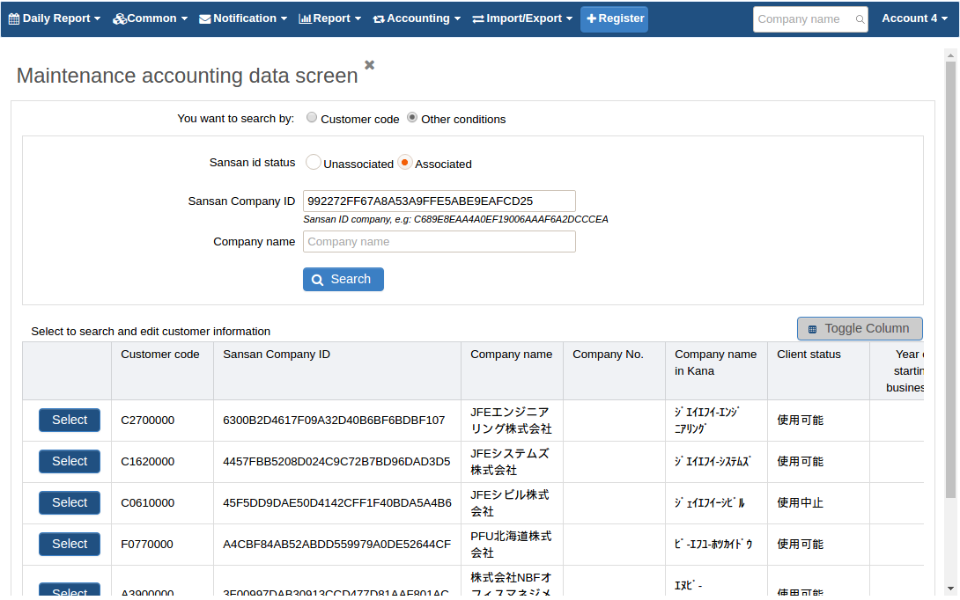 Daily Report Common Notification Report Accounting Import/Export Register Company name Account 4
Maintenance accounting data screen
You want to search by: Customer code Other conditions
Sansan id status Unassociated Associated
Sansan Company ID 992272FF67A8A53A9FFE5ABE9EAFCD25
Sansan ID company, e.g: C689E8EAA4A0EF19006AAAF6A2DCCCEA
Company name Company name
Search
Select to search and edit customer information
Toggle Column
Customer code Sansan Company ID Company name Company No. Company name Client status Year
in Kana startin
busines
Select C2700000 6300B2D4617F09A32D40B6BF6BDBF107 JFEエンジニア ｼﾞｴｲｴﾌｲ-ｴﾝｼﾞ 使用可能
リング株式会社 ﾆｱﾘﾝｸﾞ
Select C1620000 4457FBB5208D024C9C72B7BD96DAD3D5 JFEシステムズ ｼﾞｴｲｴﾌｲ-ｼｽﾃﾑｽﾞ 使用可能
株式会社
Select C0610000 45F5DD9DAE50D4142CFF1F40BDA5A4B6 JFEシビル株式 ｼﾞｪｲｴﾌｲｰｼﾋﾞﾙ 使用中止
会社
Select F0770000 A4CBF84AB52ABDD559979A0DE52644CF PFU北海道株式 ﾋﾟ-ｴﾌﾕ-ﾎﾂｶｲﾄﾞｳ 使用可能
会社
Select A3900000 3F00997DAB30913CCD477D81AAF801AC 株式会社NBFオ ｴﾇﾋﾞ- 使用可能
フィスマネジメ